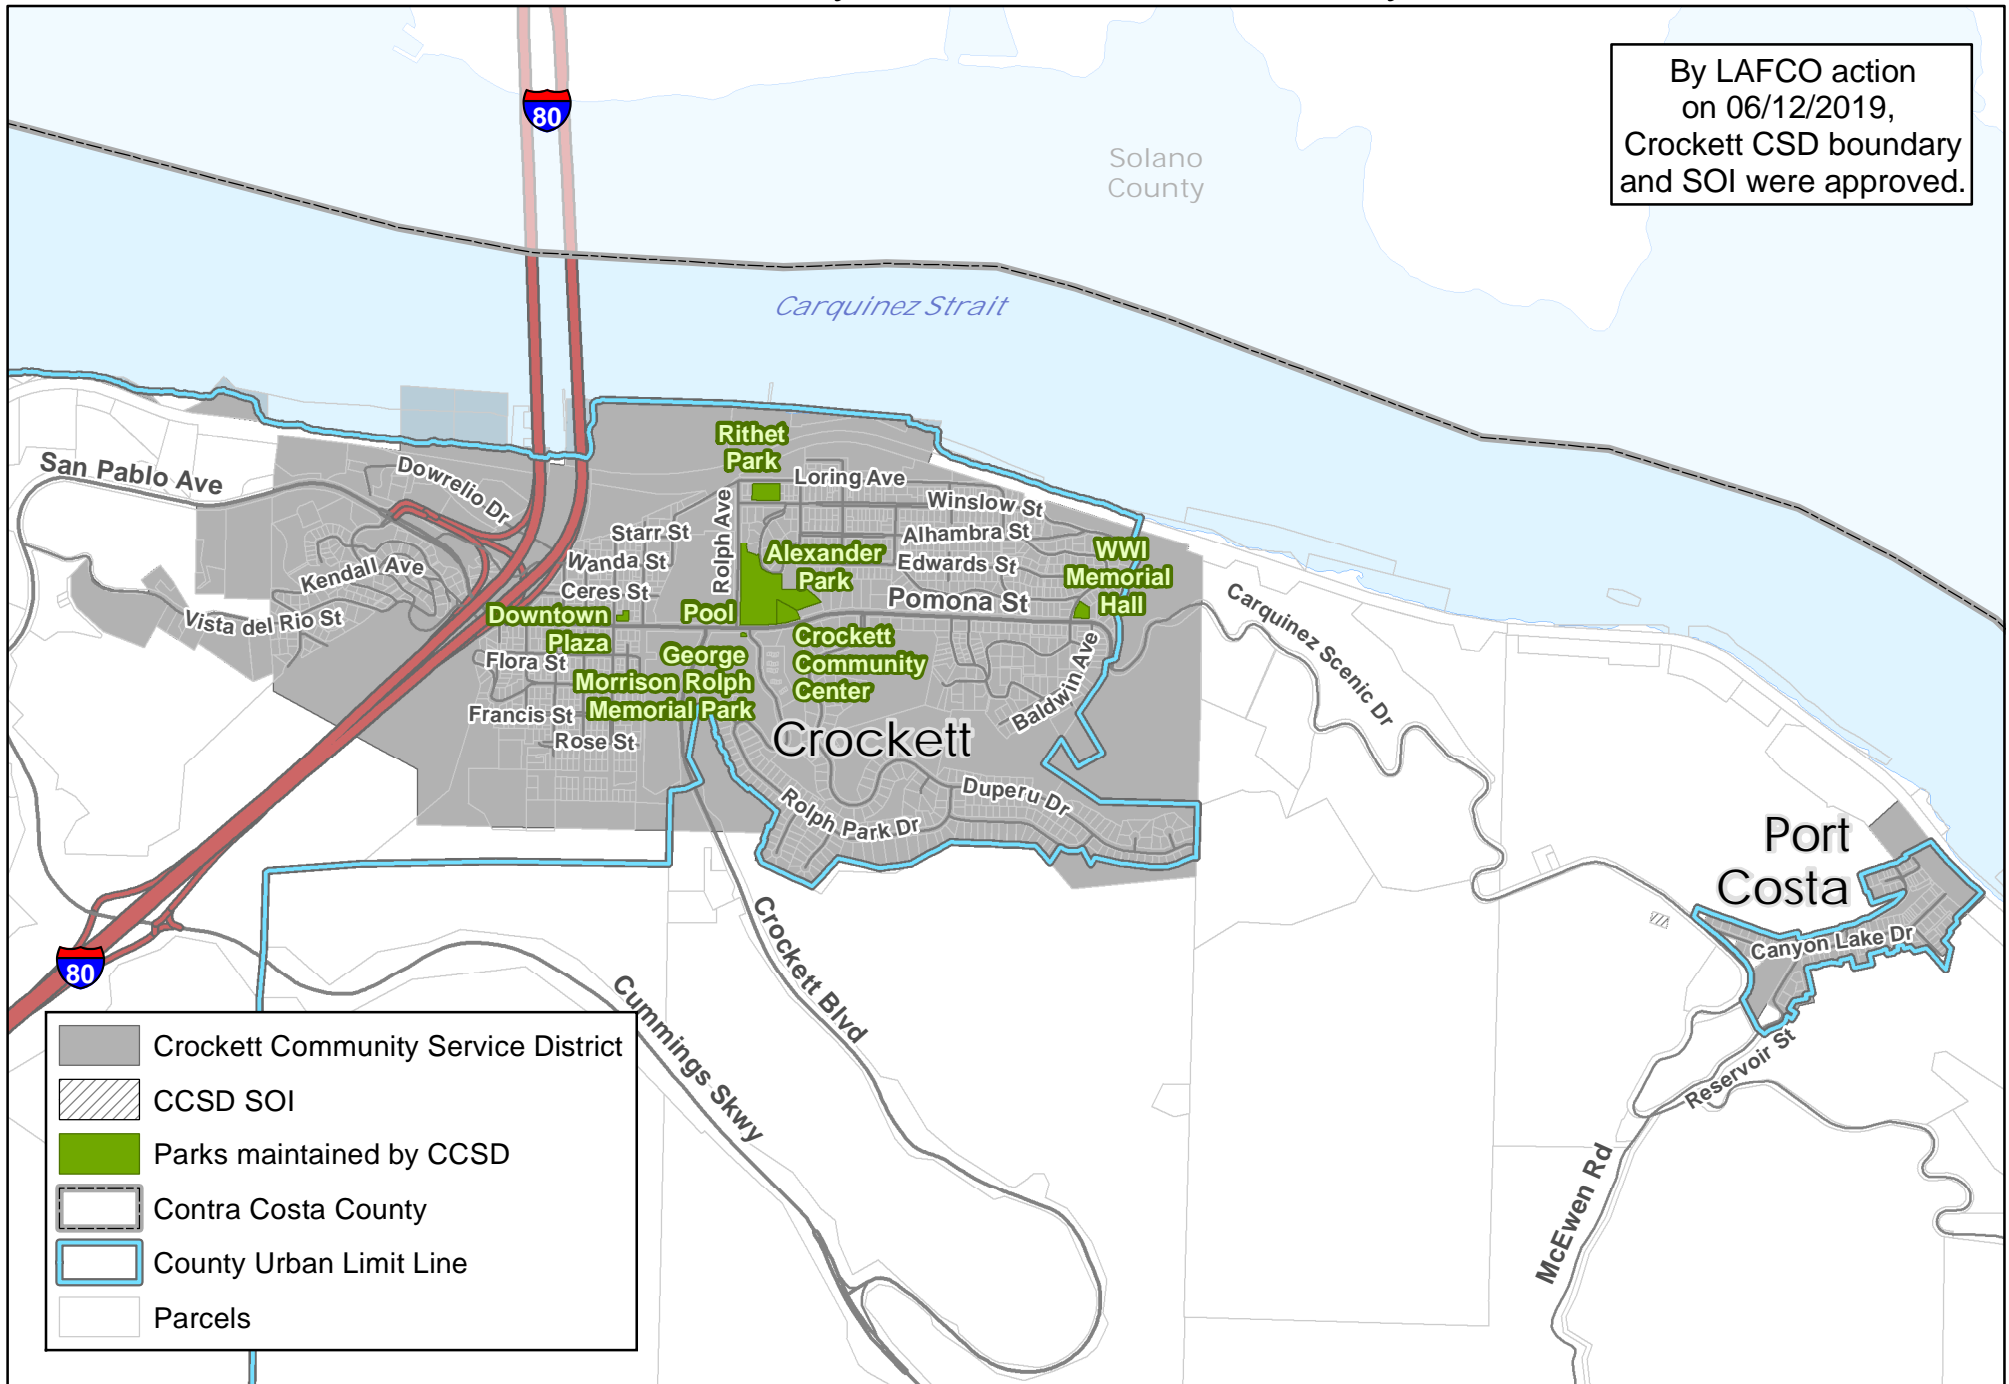 80
By LAFCO action
on 06/12/2019,
Crockett CSD boundary
and SOI were approved.
Solano
County
Carquinez Strait
San Pablo Ave
Dowrelio Dr
Rithet
Park
Loring Ave
Winslow St
Rolph Ave
Starr St
Alhambra St
Wanda St
Alexander
Park
Edwards St
WWI
Memorial
Hall
Kendall Ave
Ceres St
Pomona St
Carquinez Scenic Dr
Vista del Rio St
Downtown
Plaza
Pool
Crockett
Community
Center
Flora St
George
Morrison Rolph
Memorial Park
Baldwin Ave
Francis St
Rose St
Crockett
Duperu Dr
Rolph Park Dr
Port
Costa
Canyon Lake Dr
80
Crockett Blvd
Cummings Skwy
Reservoir St
McEwen Rd
Crockett Community Service District
CCSD SOI
Parks maintained by CCSD
Contra Costa County
County Urban Limit Line
Parcels